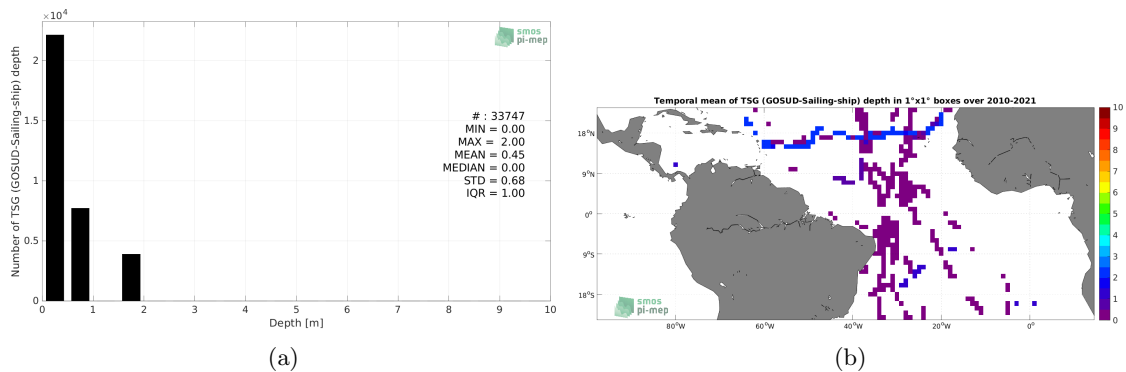 ×10⁴
smos
pi-mep
2
1.5
1
0.5
0
Number of TSG (GOSUD-Sailing-ship) depth
# : 33747
MIN = 0.00
MAX = 2.00
MEAN = 0.45
MEDIAN = 0.00
STD = 0.68
IQR = 1.00
0 1 2 3 4 5 6 7 8 9 10
Depth [m]
(a)
Temporal mean of TSG (GOSUD-Sailing-ship) depth in 1°x1° boxes over 2010-2021
18°N
9°N
0°
9°S
18°S
smos
pi-mep
80°W 60°W 40°W 20°W 0°
10
9
8
7
6
5
4
3
2
1
0
(b)